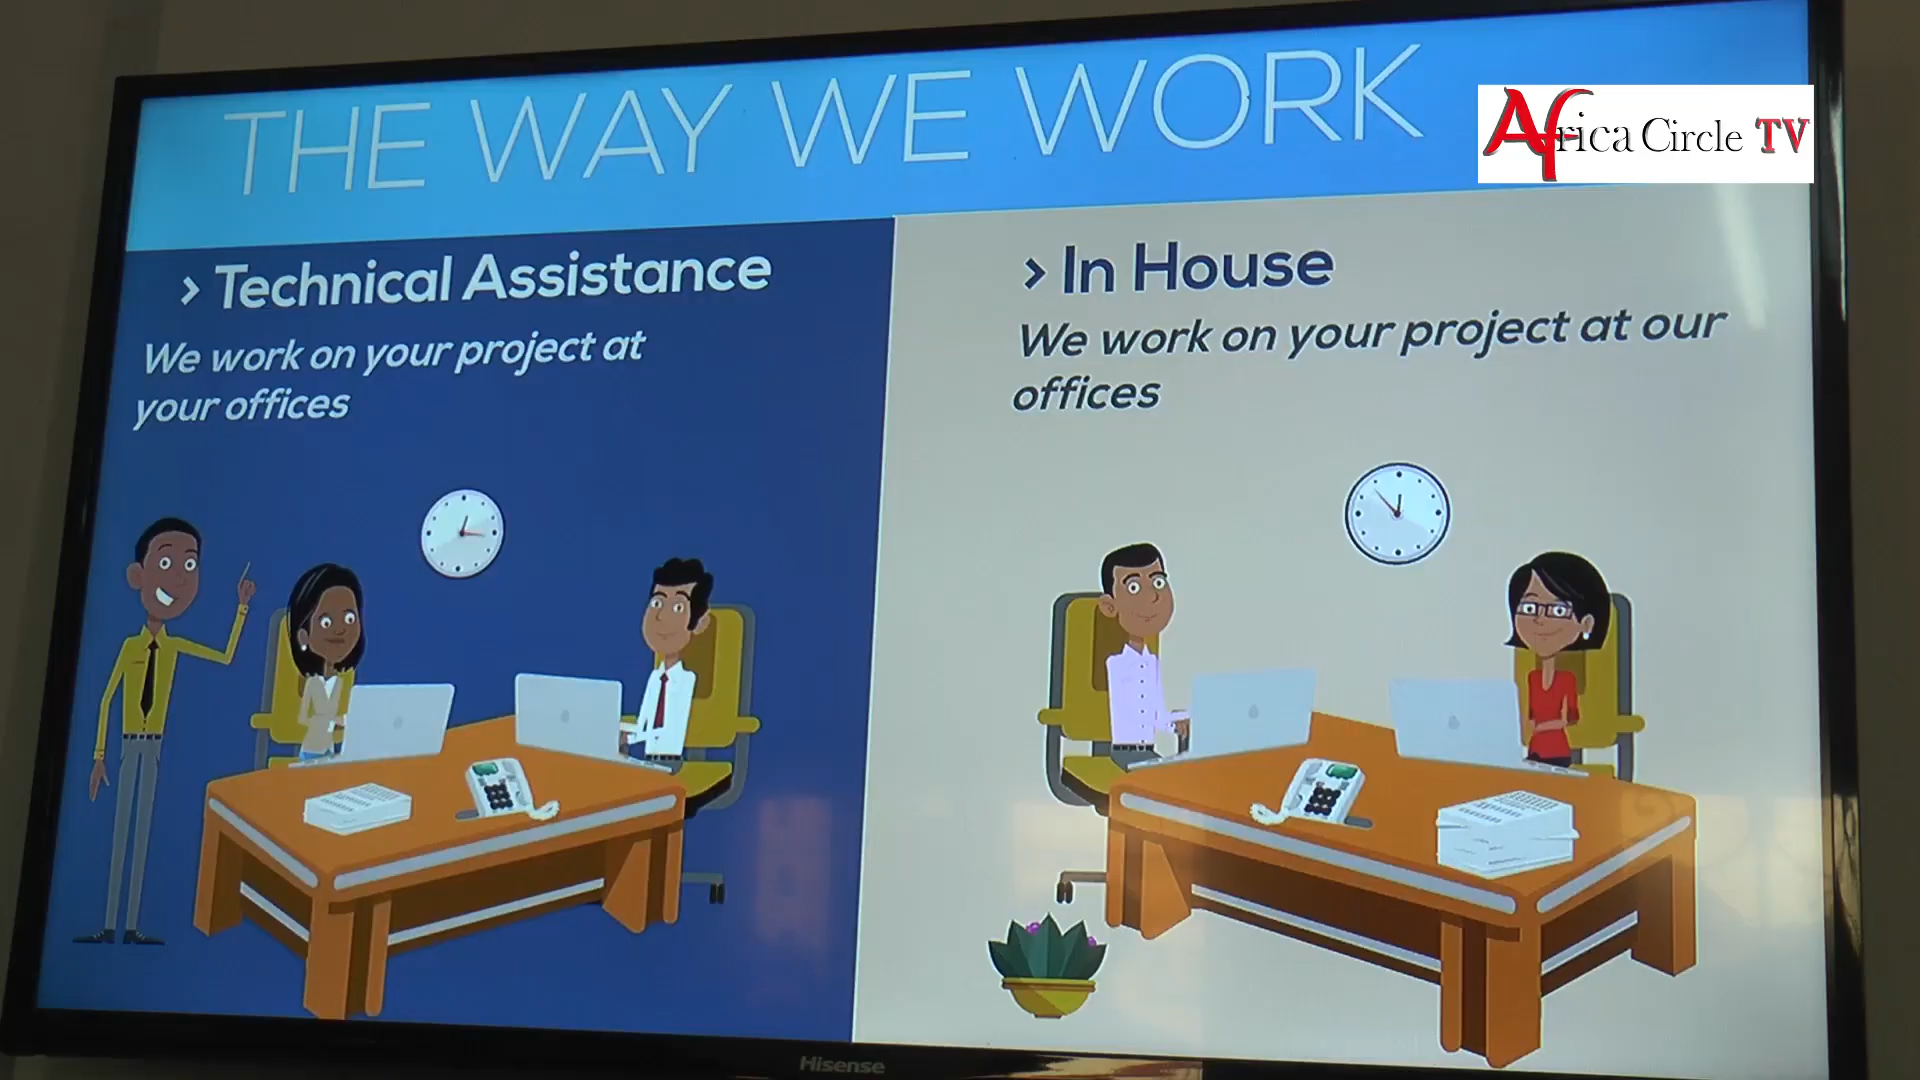 THE WAY WE WORK
Africa Circle TV
> Technical Assistance
We work on your project at
your offices
> In House
We work on your project at our
offices
Hisense